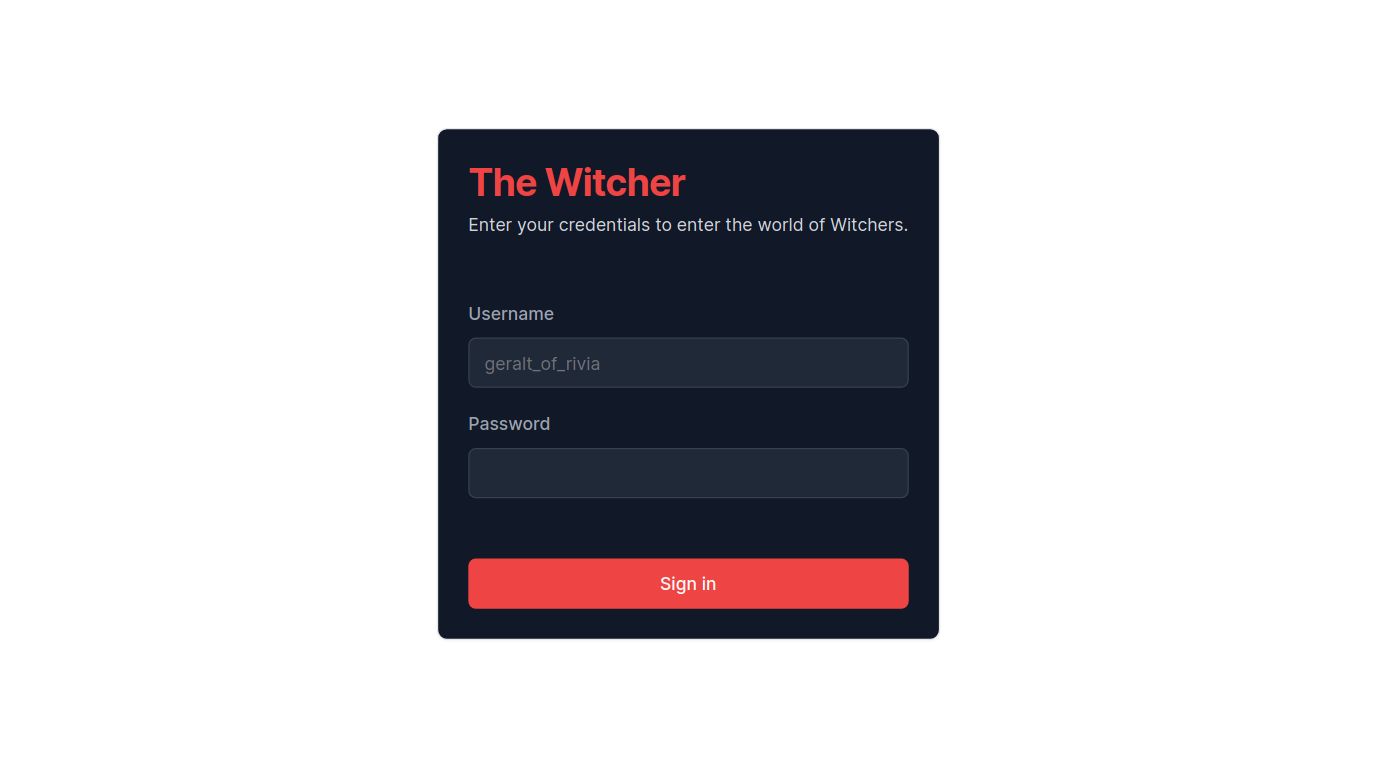 The Witcher
Enter your credentials to enter the world of Witchers.
Username
geralt_of_rivia
Password
Sign in